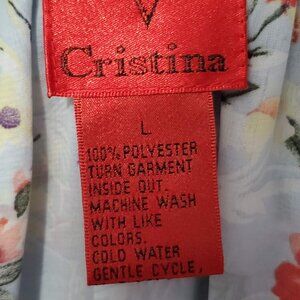 V
Cristina
L
100% POLYESTER
TURN GARMENT
INSIDE OUT.
MACHINE WASH
WITH LIKE
COLORS.
COLD WATER
GENTLE CYCLE,